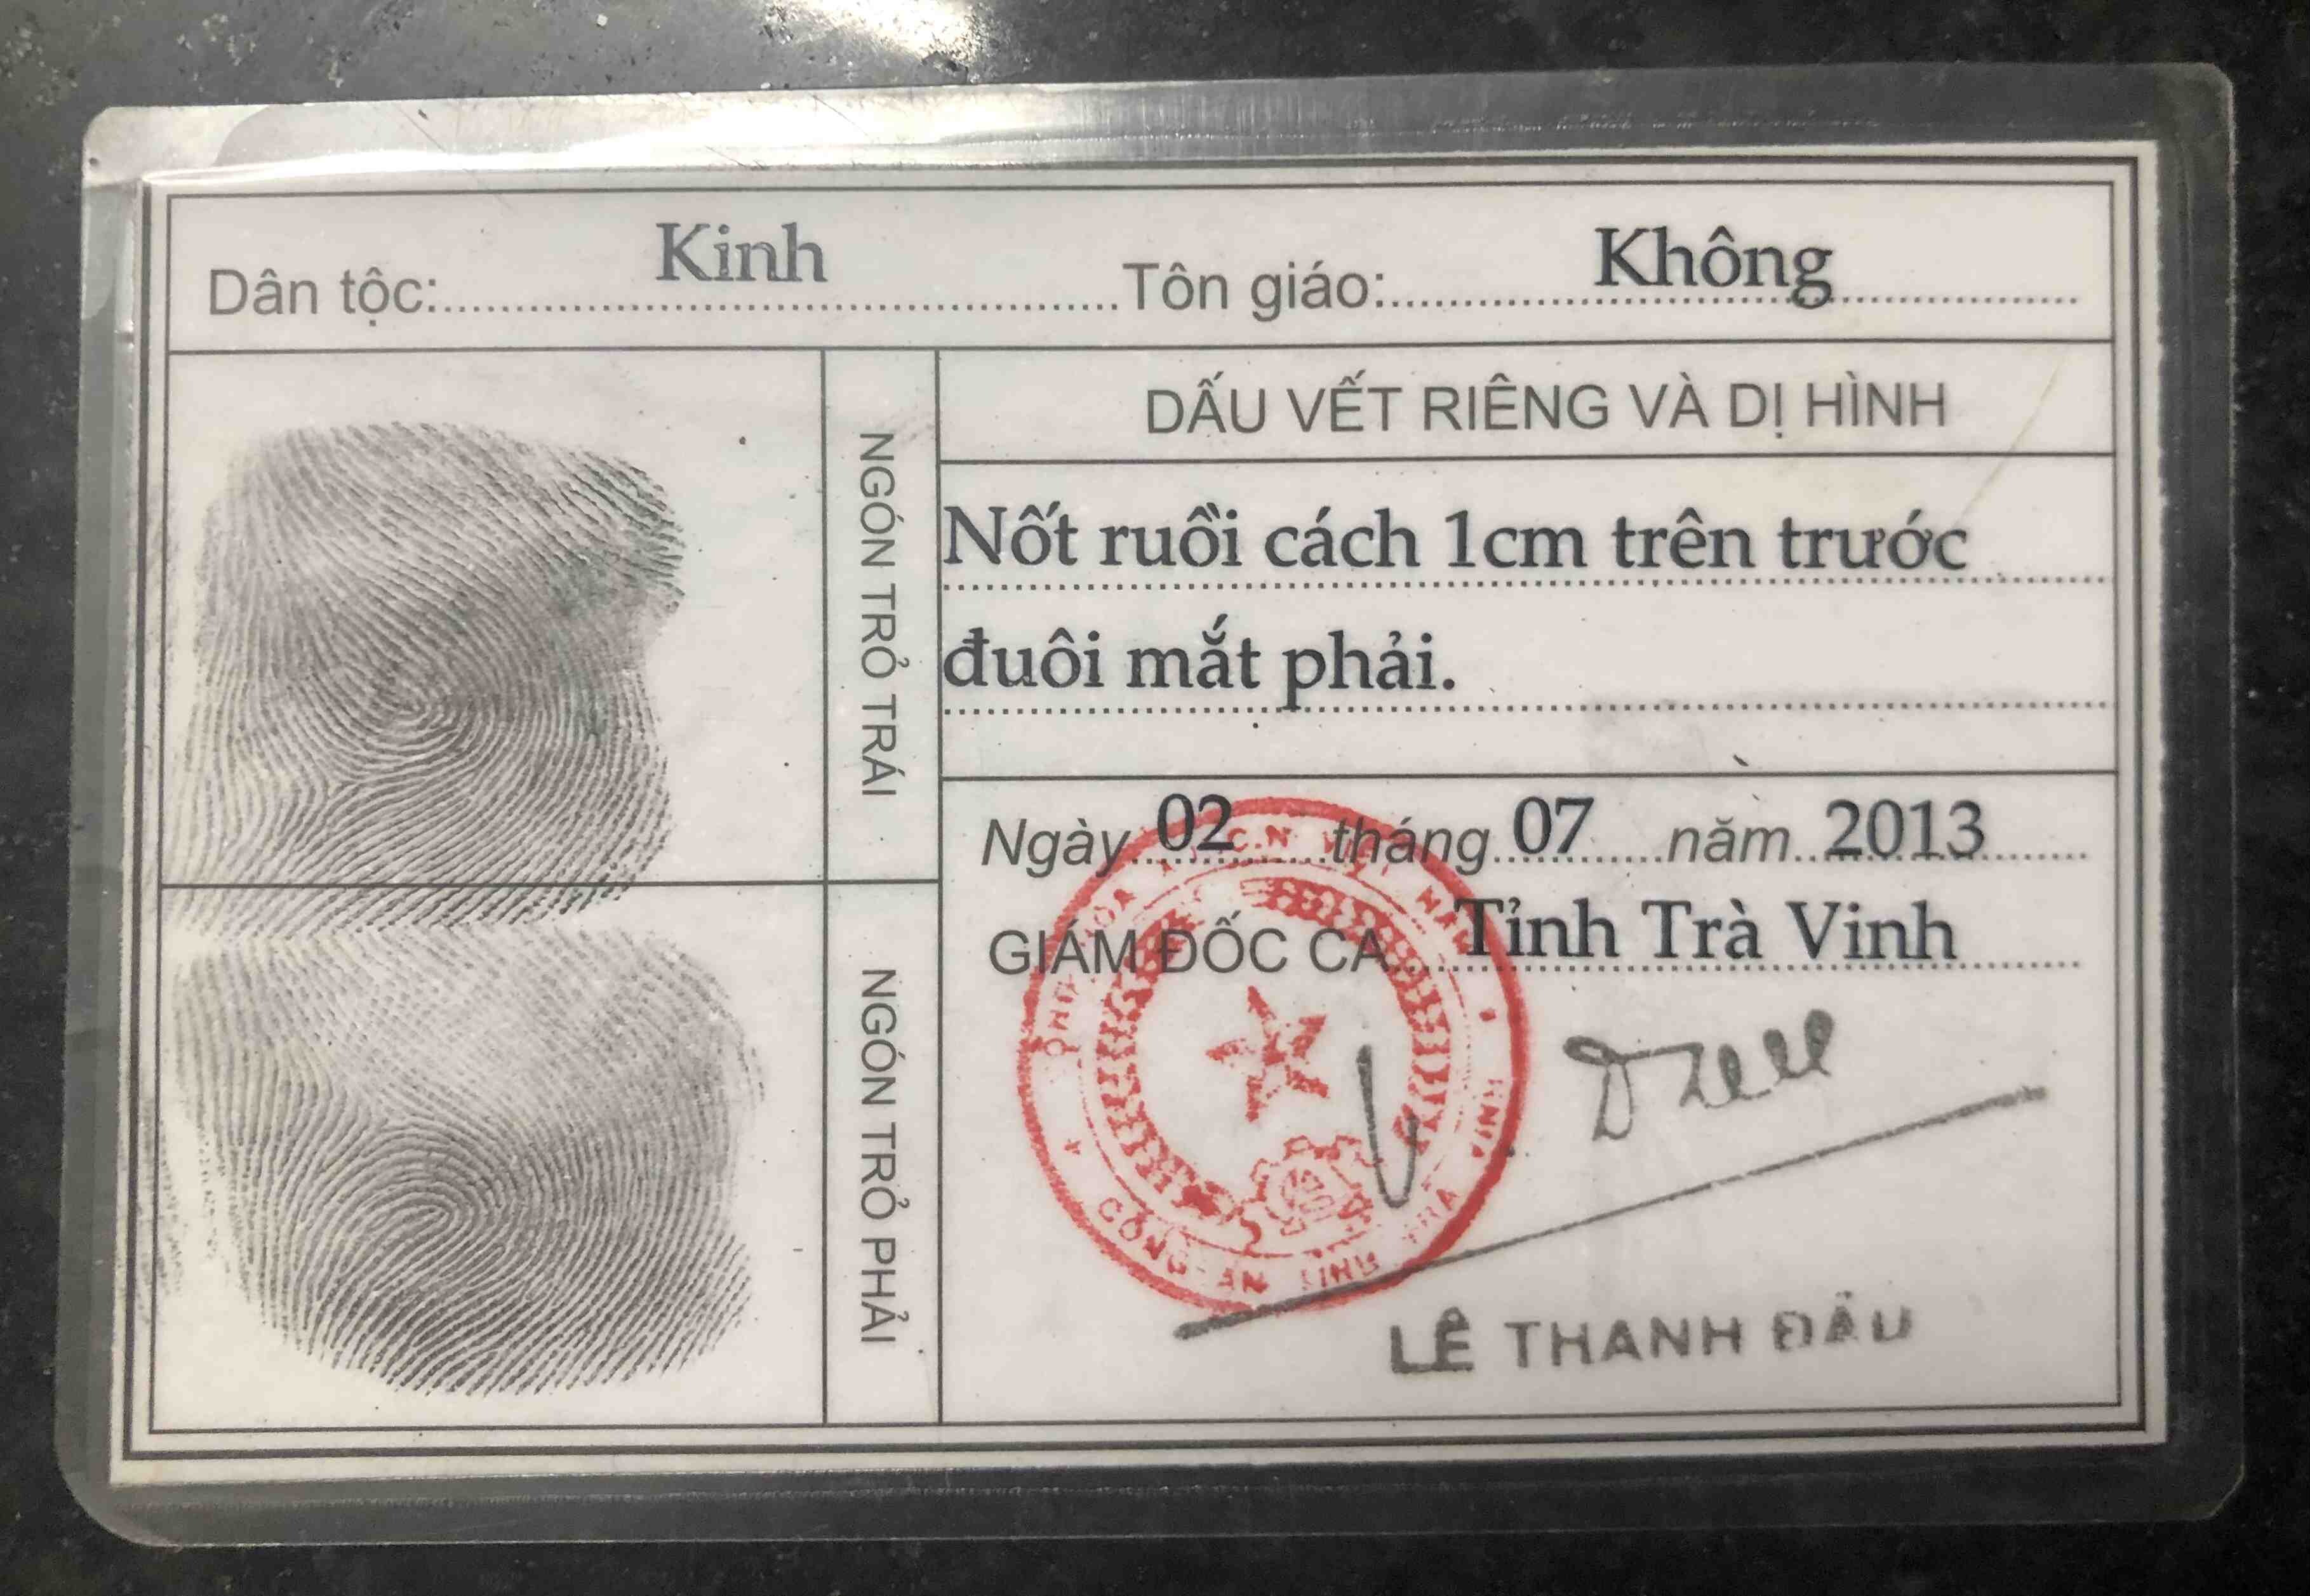 Dân tộc: Kinh Tôn giáo: Không
NGÓN TRỎ TRÁI
DẤU VẾT RIÊNG VÀ DỊ HÌNH
Nốt ruồi cách 1cm trên trước
đuôi mắt phải.
Ngày 02 tháng 07 năm 2013
GIÁM ĐỐC CA Tỉnh Trà Vinh
NGÓN TRỎ PHẢI
CÔNG AN TỈNH TRÀ VINH
LÊ THANH ĐẤU